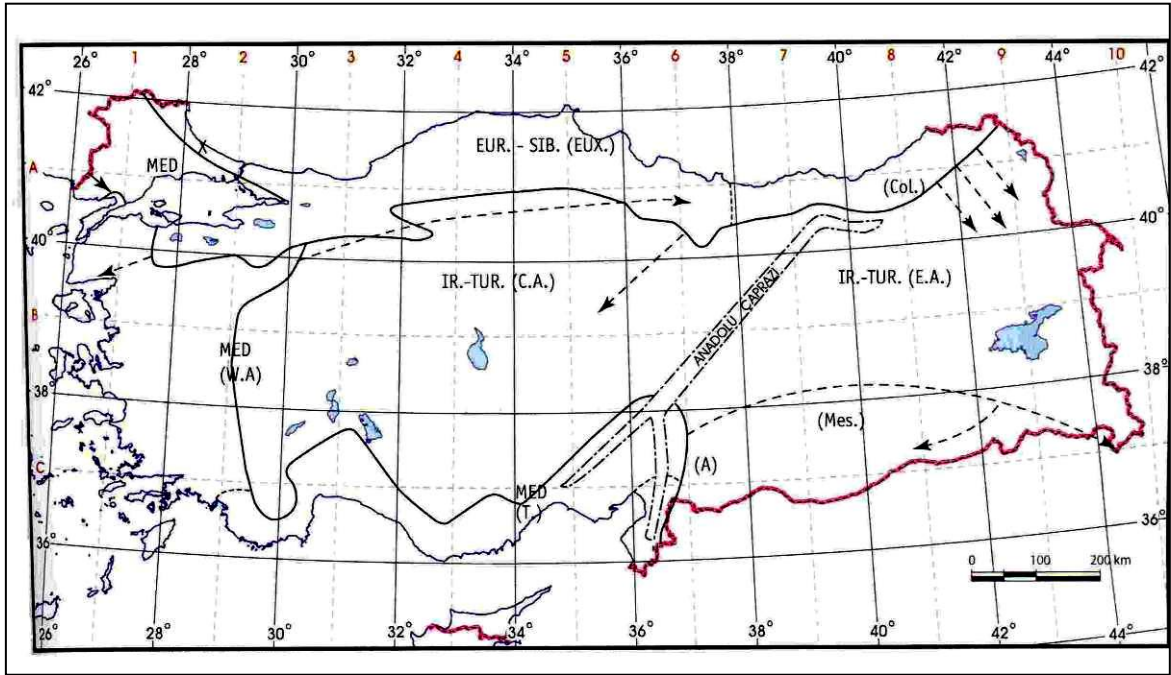 1 2 3 4 5 6 7 8 9 10
26° 28° 30° 32° 34° 36° 38° 40° 42°
42° 42°
EUR. - SIB. (EUX.)
A MED X
(Col.)
40° 40°
IR.-TUR. (C.A.) IR.-TUR. (E.A.)
ANADOLU ÇAPRAZI
B
MED
(W.A)
38° 38°
(Mes.)
C
(A)
MED
(T.)
36° 36°
0 100 200 km
26° 28° 30° 32° 34° 36° 38° 40° 42° 44°